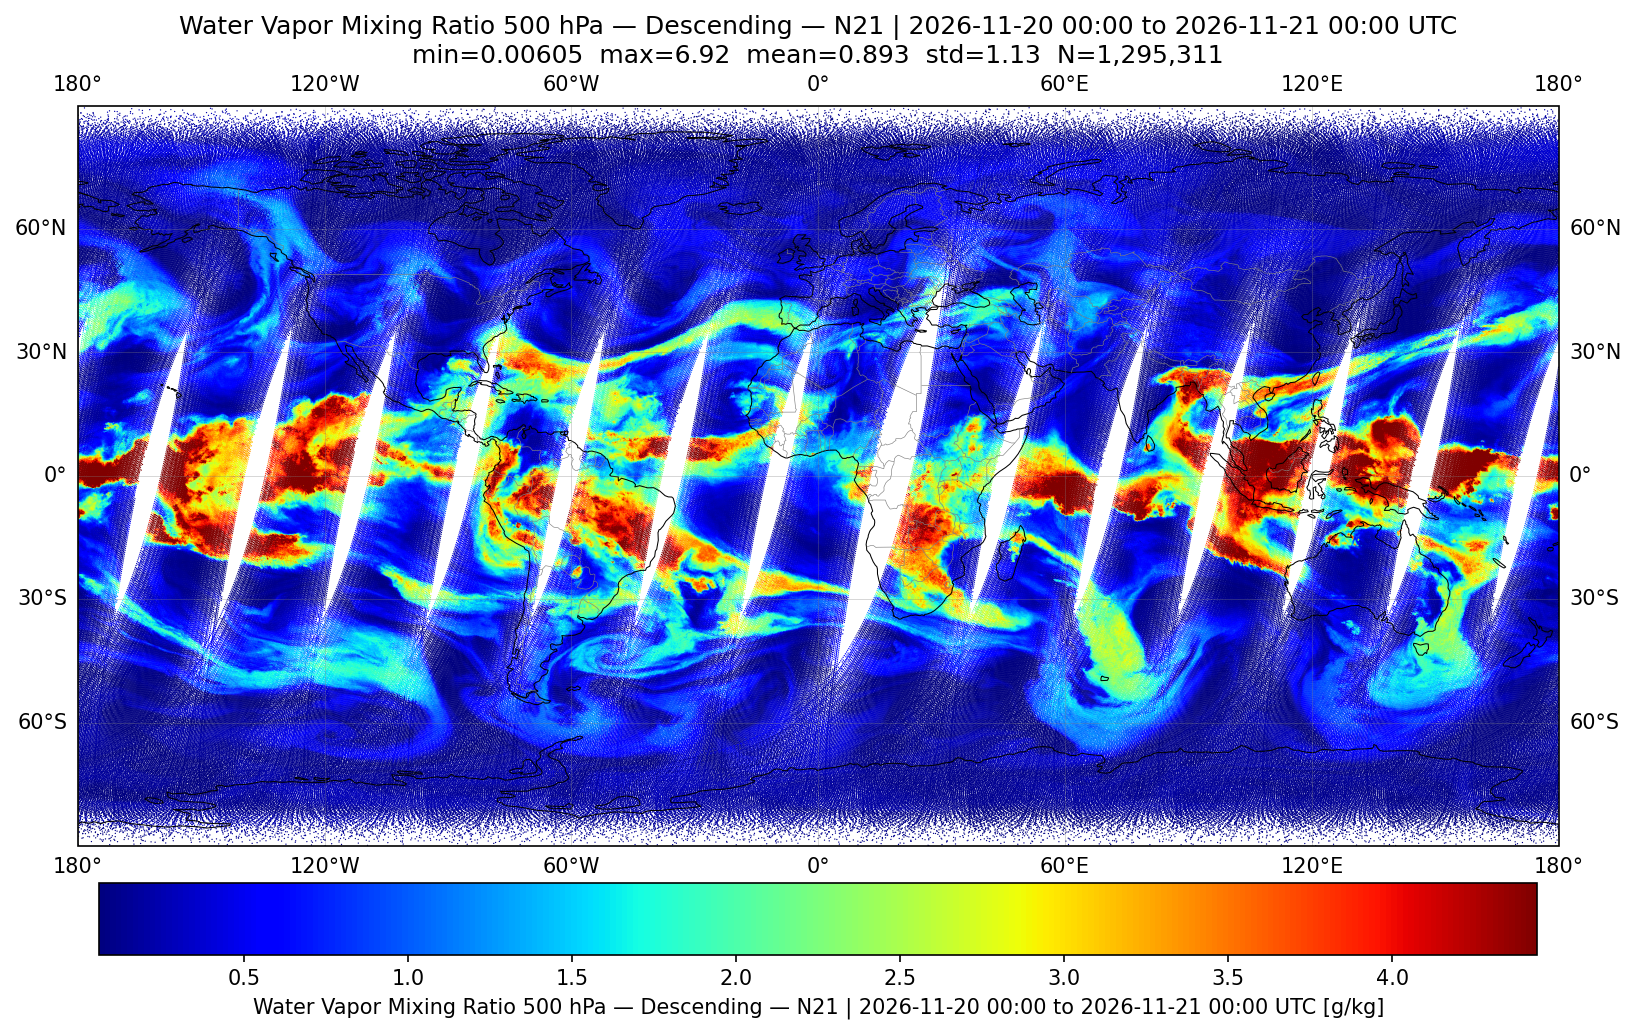 Water Vapor Mixing Ratio 500 hPa — Descending — N21 | 2026-11-20 00:00 to 2026-11-21 00:00 UTC
min=0.00605  max=6.92  mean=0.893  std=1.13  N=1,295,311
180° 120°W 60°W 0° 60°E 120°E 180°
60°N 60°N
30°N 30°N
0° 0°
30°S 30°S
60°S 60°S
180° 120°W 60°W 0° 60°E 120°E 180°
0.5 1.0 1.5 2.0 2.5 3.0 3.5 4.0
Water Vapor Mixing Ratio 500 hPa — Descending — N21 | 2026-11-20 00:00 to 2026-11-21 00:00 UTC [g/kg]